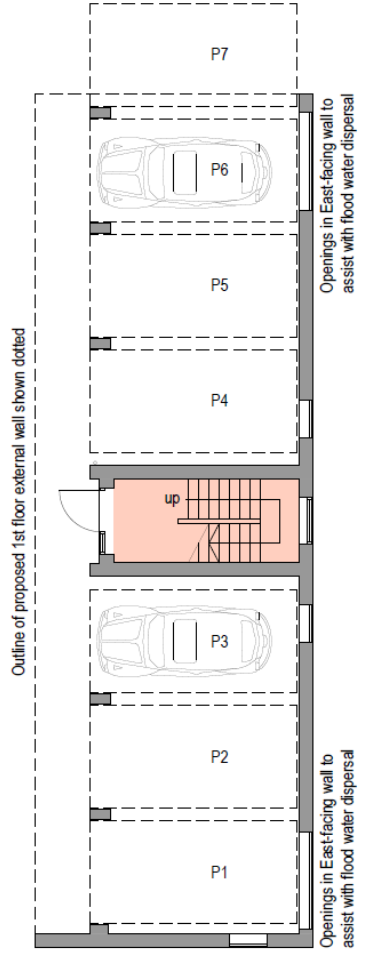 P7
P6
Openings in East-facing wall to
assist with flood water dispersal
P5
Outline of proposed 1st floor external wall shown dotted
P4
up
P3
P2
P1
Openings in East-facing wall to
assist with flood water dispersal